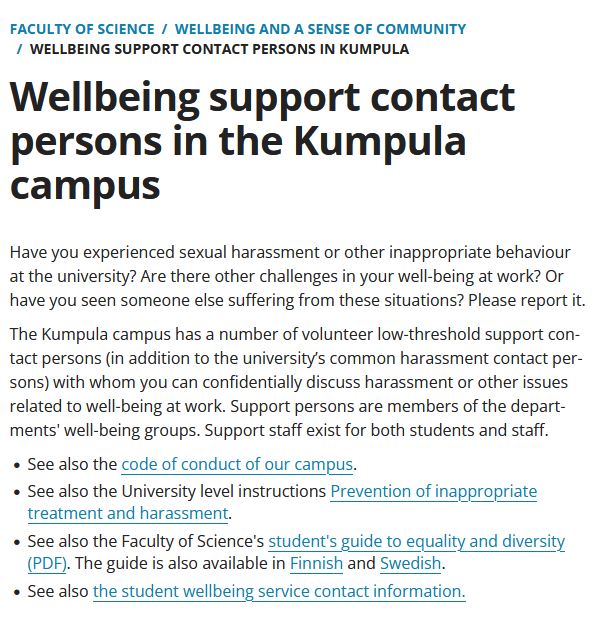 FACULTY OF SCIENCE / WELLBEING AND A SENSE OF COMMUNITY
/ WELLBEING SUPPORT CONTACT PERSONS IN KUMPULA
Wellbeing support contact
persons in the Kumpula
campus
Have you experienced sexual harassment or other inappropriate behaviour
at the university? Are there other challenges in your well-being at work? Or
have you seen someone else suffering from these situations? Please report it.
The Kumpula campus has a number of volunteer low-threshold support con-
tact persons (in addition to the university’s common harassment contact per-
sons) with whom you can confidentially discuss harassment or other issues
related to well-being at work. Support persons are members of the depart-
ments' well-being groups. Support staff exist for both students and staff.
• See also the code of conduct of our campus.
• See also the University level instructions Prevention of inappropriate
treatment and harassment.
• See also the Faculty of Science's student's guide to equality and diversity
(PDF). The guide is also available in Finnish and Swedish.
• See also the student wellbeing service contact information.